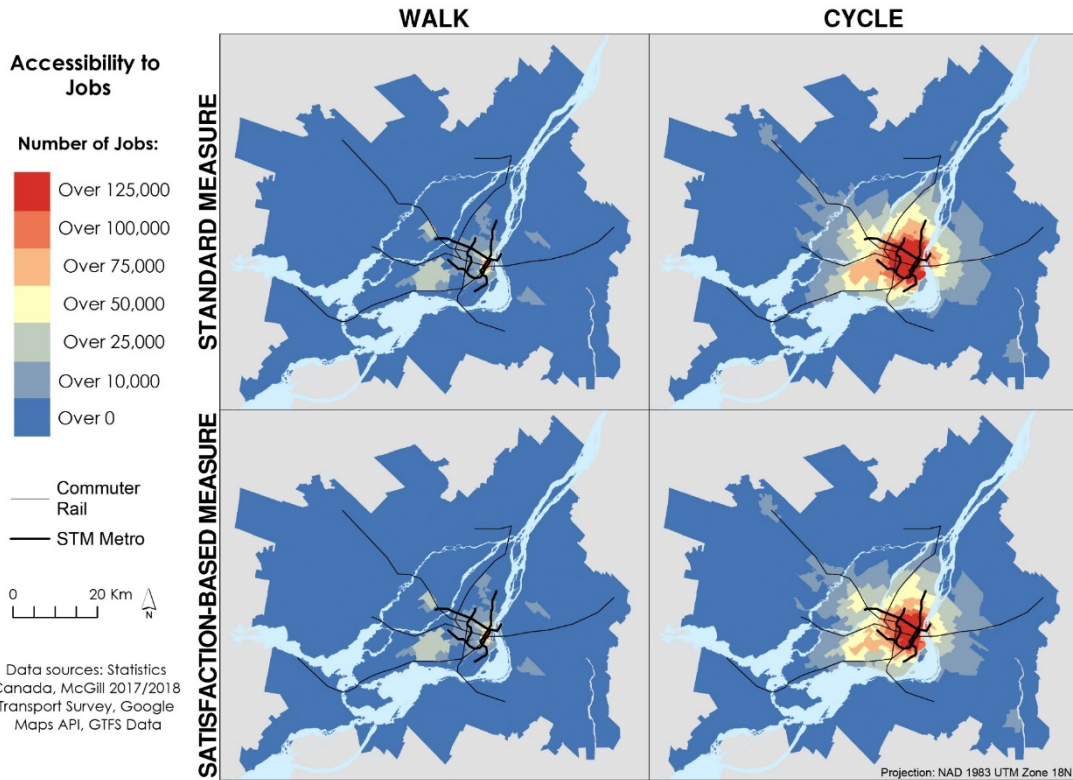 WALK
CYCLE
Accessibility to
Jobs
Number of Jobs:
Over 125,000
Over 100,000
Over 75,000
Over 50,000
Over 25,000
Over 10,000
Over 0
Commuter
Rail
STM Metro
0 20 Km
N
Data sources: Statistics
Canada, McGill 2017/2018
Transport Survey, Google
Maps API, GTFS Data
STANDARD MEASURE
SATISFACTION-BASED MEASURE
Projection: NAD 1983 UTM Zone 18N